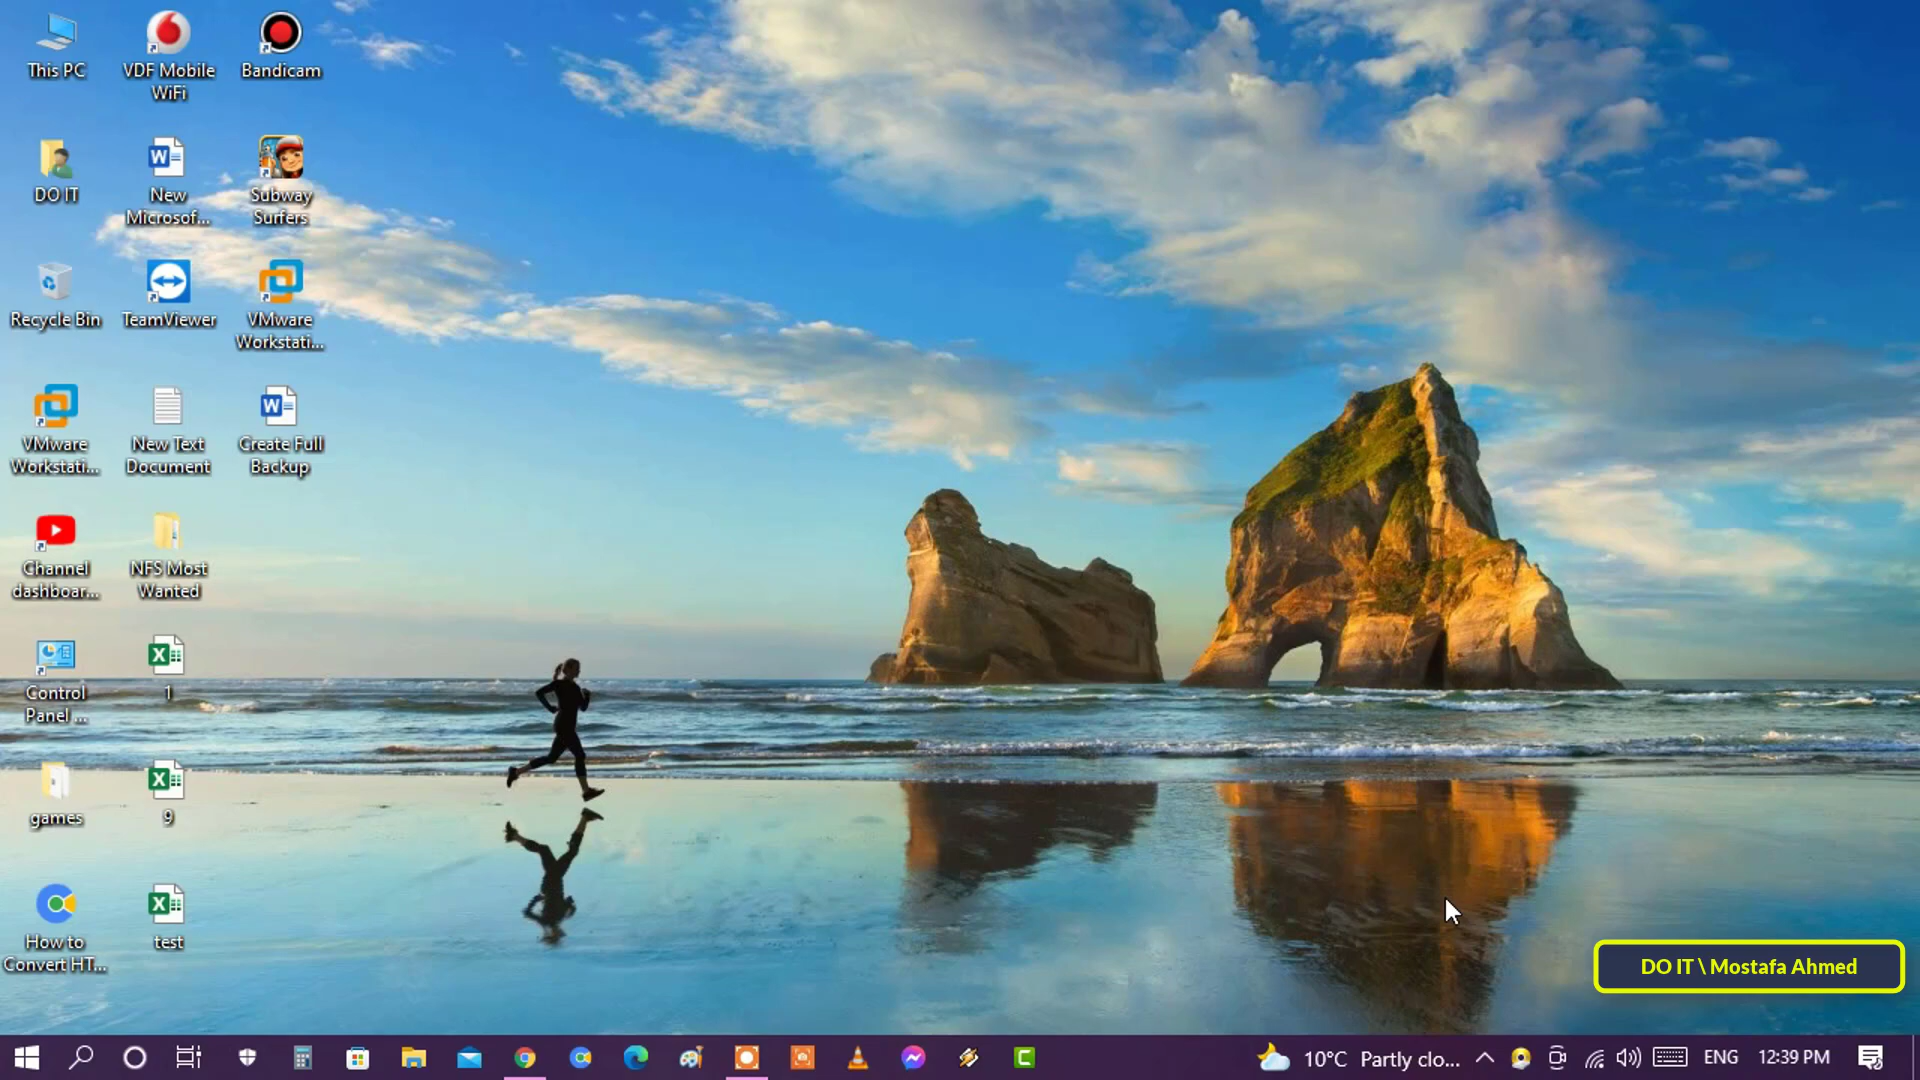 This PC
VDF Mobile
WiFi
Bandicam
DO IT
New
Microsof...
Subway
Surfers
Recycle Bin
TeamViewer
VMware
Workstati...
VMware
Workstati...
New Text
Document
Create Full
Backup
Channel
dashboar...
NFS Most
Wanted
Control
Panel ...
1
games
9
How to
Convert HT...
test
DO IT \ Mostafa Ahmed
10°C Partly clo...
ENG
12:39 PM